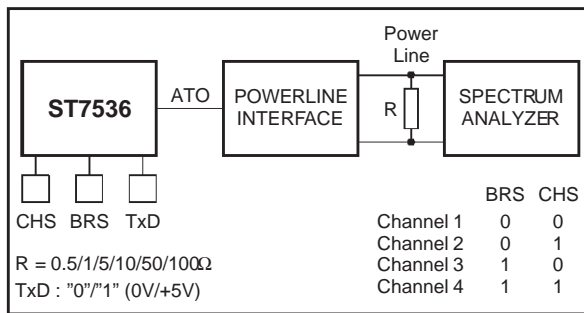 Power
Line
ST7536
ATO
POWERLINE
INTERFACE
R
SPECTRUM
ANALYZER
CHS BRS TxD
BRS CHS
Channel 1 0 0
Channel 2 0 1
Channel 3 1 0
Channel 4 1 1
R = 0.5/1/5/10/50/100Ω
TxD : "0"/"1" (0V/+5V)